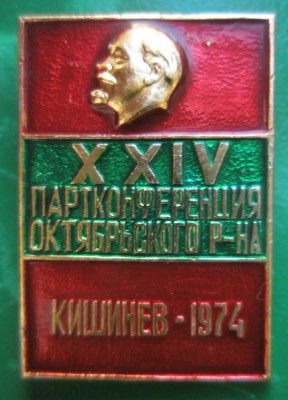 XXIV
ПАРТКОНФЕРЕНЦИЯ
ОКТЯБРЬСКОГО Р-НА
КИШИНЕВ · 1974